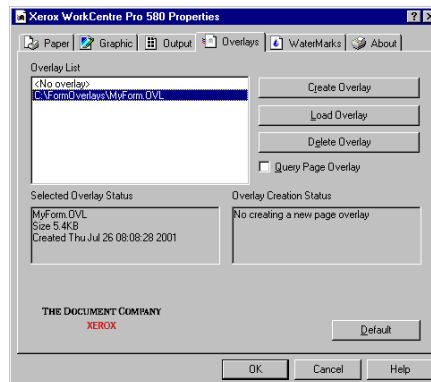 Xerox WorkCentre Pro 580 Properties
Paper Graphic Output Overlays WaterMarks About
Overlay List
<No overlay>
C:\FormOverlays\MyForm.OVL
Create Overlay
Load Overlay
Delete Overlay
Query Page Overlay
Selected Overlay Status
MyForm.OVL
Size 5.4KB
Created Thu Jul 26 08:08:28 2001
Overlay Creation Status
No creating a new page overlay
THE DOCUMENT COMPANY
XEROX
Default
OK Cancel Help